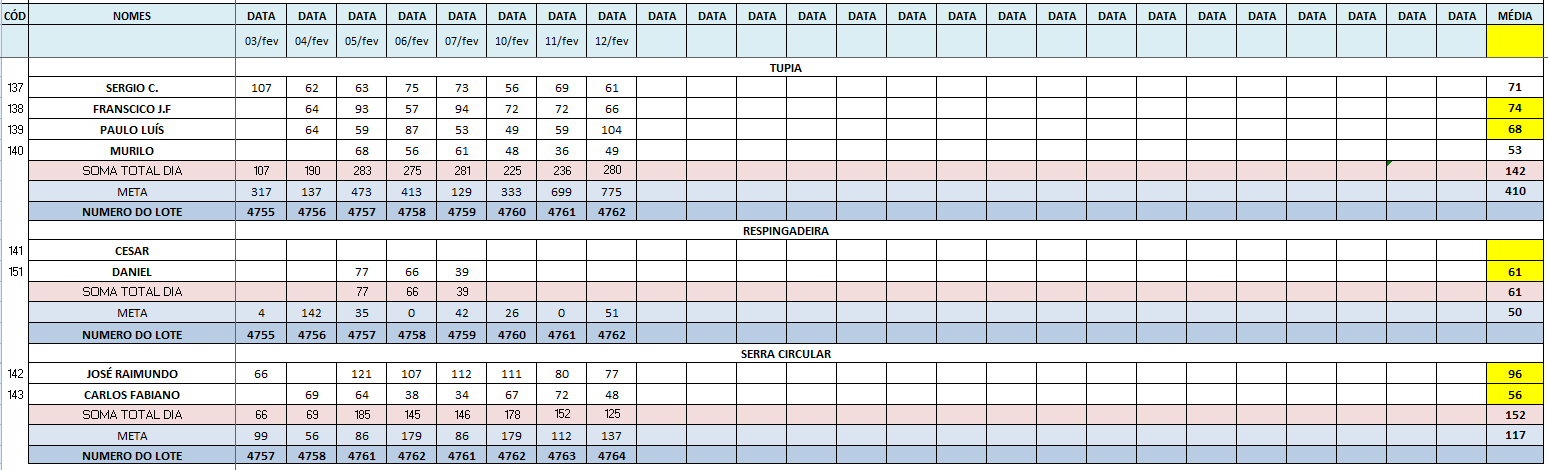 CÓD NOMES DATA DATA DATA DATA DATA DATA DATA DATA DATA DATA DATA DATA DATA DATA DATA DATA DATA DATA DATA DATA DATA DATA DATA DATA DATA MÉDIA
03/fev 04/fev 05/fev 06/fev 07/fev 10/fev 11/fev 12/fev
TUPIA
137 SERGIO C. 107 62 63 75 73 56 69 61 71
138 FRANSCICO J.F 64 93 57 94 72 72 66 74
139 PAULO LUÍS 64 59 87 53 49 59 104 68
140 MURILO 68 56 61 48 36 49 53
SOMA TOTAL DIA 107 190 283 275 281 225 236 280 142
META 317 137 473 413 129 333 699 775 410
NUMERO DO LOTE 4755 4756 4757 4758 4759 4760 4761 4762
RESPINGADEIRA
141 CESAR
151 DANIEL 77 66 39 61
SOMA TOTAL DIA 77 66 39 61
META 4 142 35 0 42 26 0 51 50
NUMERO DO LOTE 4755 4756 4757 4758 4759 4760 4761 4762
SERRA CIRCULAR
142 JOSÉ RAIMUNDO 66 121 107 112 111 80 77 96
143 CARLOS FABIANO 69 64 38 34 67 72 48 56
SOMA TOTAL DIA 66 69 185 145 146 178 152 125 152
META 99 56 86 179 86 179 112 137 117
NUMERO DO LOTE 4757 4758 4761 4762 4761 4762 4763 4764